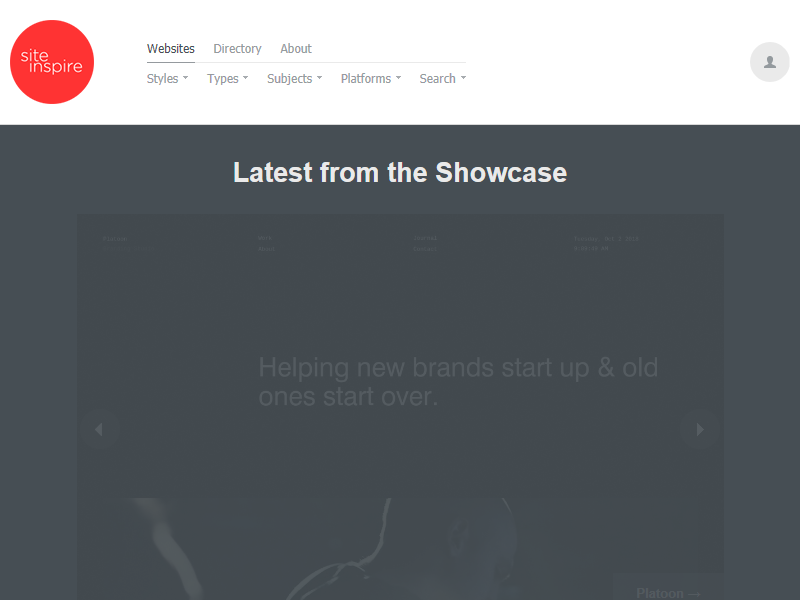 site
inspire
Websites Directory About
Styles Types Subjects Platforms Search
Latest from the Showcase
Helping new brands start up & old
ones start over.
Platoon →